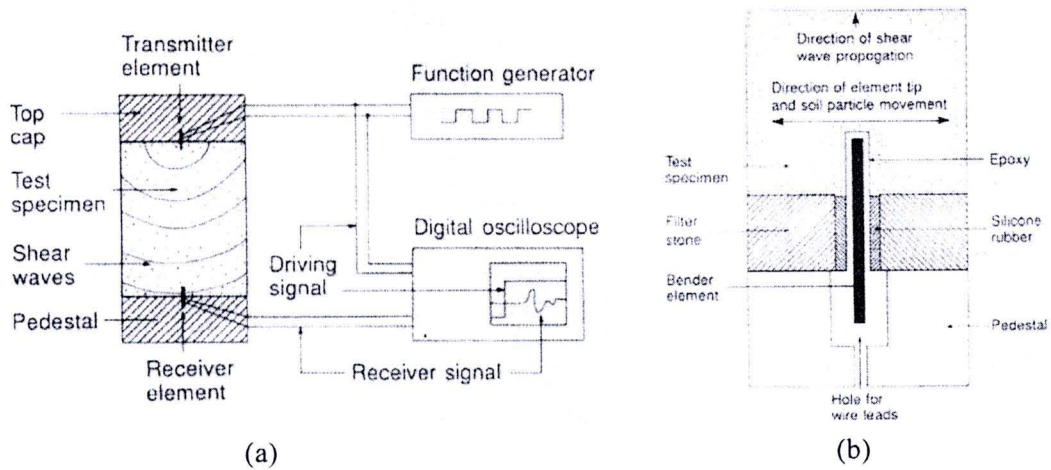 Transmitter
element
Function generator
Top
cap
Test
specimen
Digital oscilloscope
Shear
waves
Driving
signal
Pedestal
Receiver
element
Receiver signal
(a)
Direction of shear
wave propogation
Direction of element tip
and soil particle movement
Test
specimen
Epoxy
Filter
stone
Silicone
rubber
Bender
element
Pedestal
Hole for
wire leads
(b)